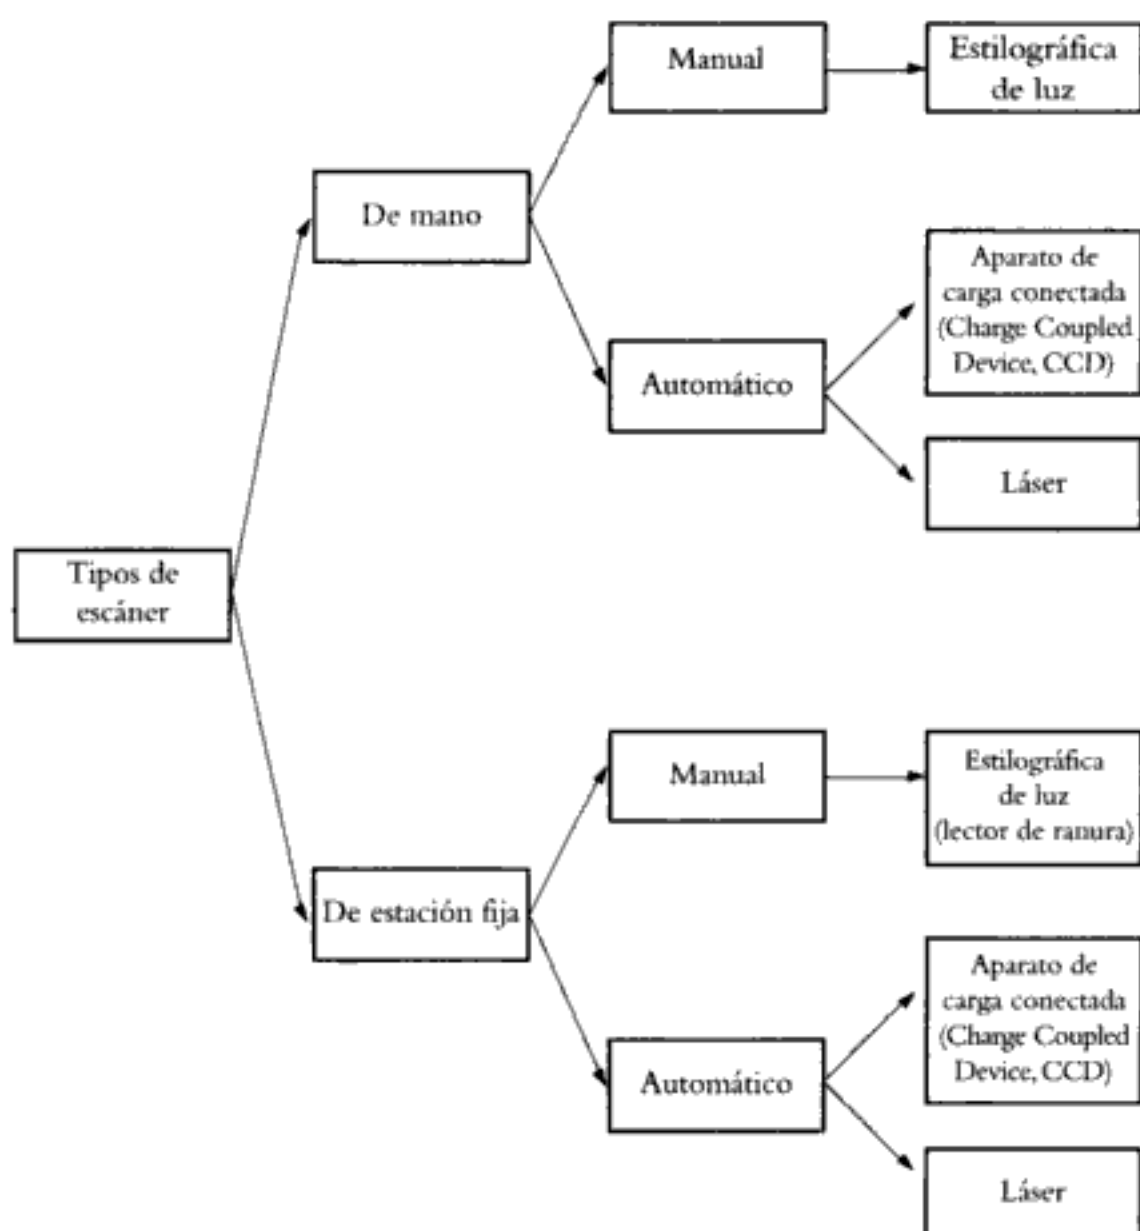 Manual
Estilográfica
de luz
De mano
Aparato de
carga conectada
(Charge Coupled
Device, CCD)
Automático
Láser
Tipos de
escáner
Manual
Estilográfica
de luz
(lector de ranura)
De estación fija
Aparato de
carga conectada
(Charge Coupled
Device, CCD)
Automático
Láser